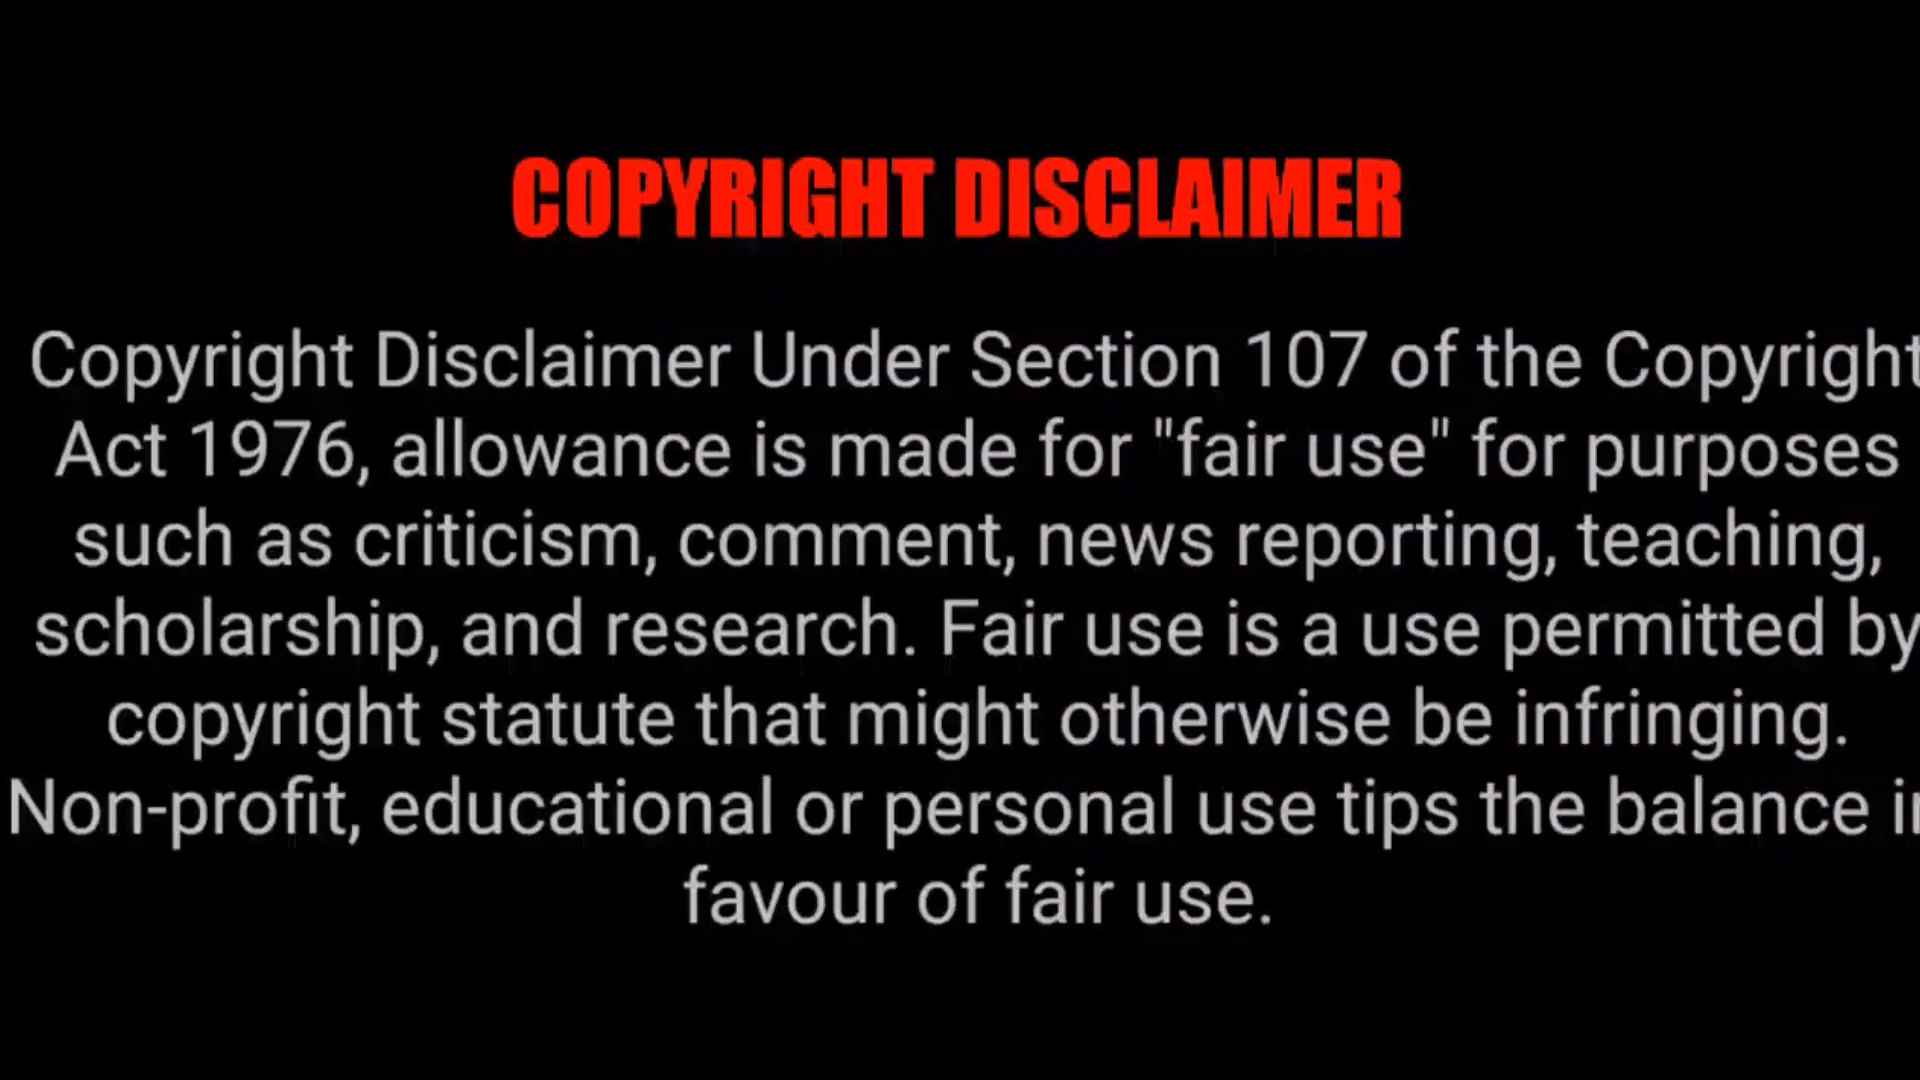 COPYRIGHT DISCLAIMER
Copyright Disclaimer Under Section 107 of the Copyright
Act 1976, allowance is made for "fair use" for purposes
such as criticism, comment, news reporting, teaching,
scholarship, and research. Fair use is a use permitted by
copyright statute that might otherwise be infringing.
Non-profit, educational or personal use tips the balance in
favour of fair use.